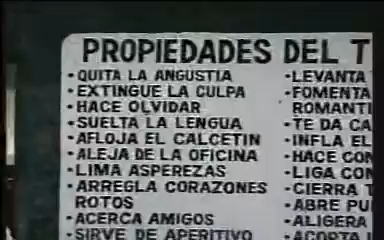 PROPIEDADES DEL T
• QUITA LA ANGUSTIA
• EXTINGUE LA CULPA
• HACE OLVIDAR
• SUELTA LA LENGUA
• AFLOJA EL CALCETIN
• ALEJA DE LA OFICINA
• LIMA ASPEREZAS
• ARREGLA CORAZONES
ROTOS
• ACERCA AMIGOS
• SIRVE DE APERITIVO
• LEVANTA
• FOMENTA
ROMANTI
• TE DA CA
• INFLA EL
• HACE CON
• LIGA CON
• CIERRA T
• ABRE PU
• ALIGERA
• ACORTA